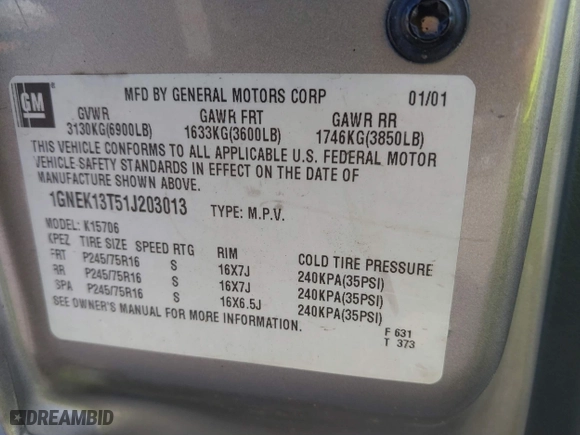 GM
MFD BY GENERAL MOTORS CORP 01/01
GVWR GAWR FRT GAWR RR
3130KG(6900LB) 1633KG(3600LB) 1746KG(3850LB)
THIS VEHICLE CONFORMS TO ALL APPLICABLE U.S. FEDERAL MOTOR
VEHICLE SAFETY STANDARDS IN EFFECT ON THE DATE OF
MANUFACTURE SHOWN ABOVE.
1GNEK13T51J203013 TYPE: M.P.V.
MODEL: K15706
KPEZ TIRE SIZE SPEED RTG RIM COLD TIRE PRESSURE
FRT P245/75R16 S 16X7J 240KPA(35PSI)
RR P245/75R16 S 16X7J 240KPA(35PSI)
SPA P245/75R16 S 16X6.5J 240KPA(35PSI)
SEE OWNER'S MANUAL FOR MORE INFORMATION.
F 631
T 373
DREAMBID